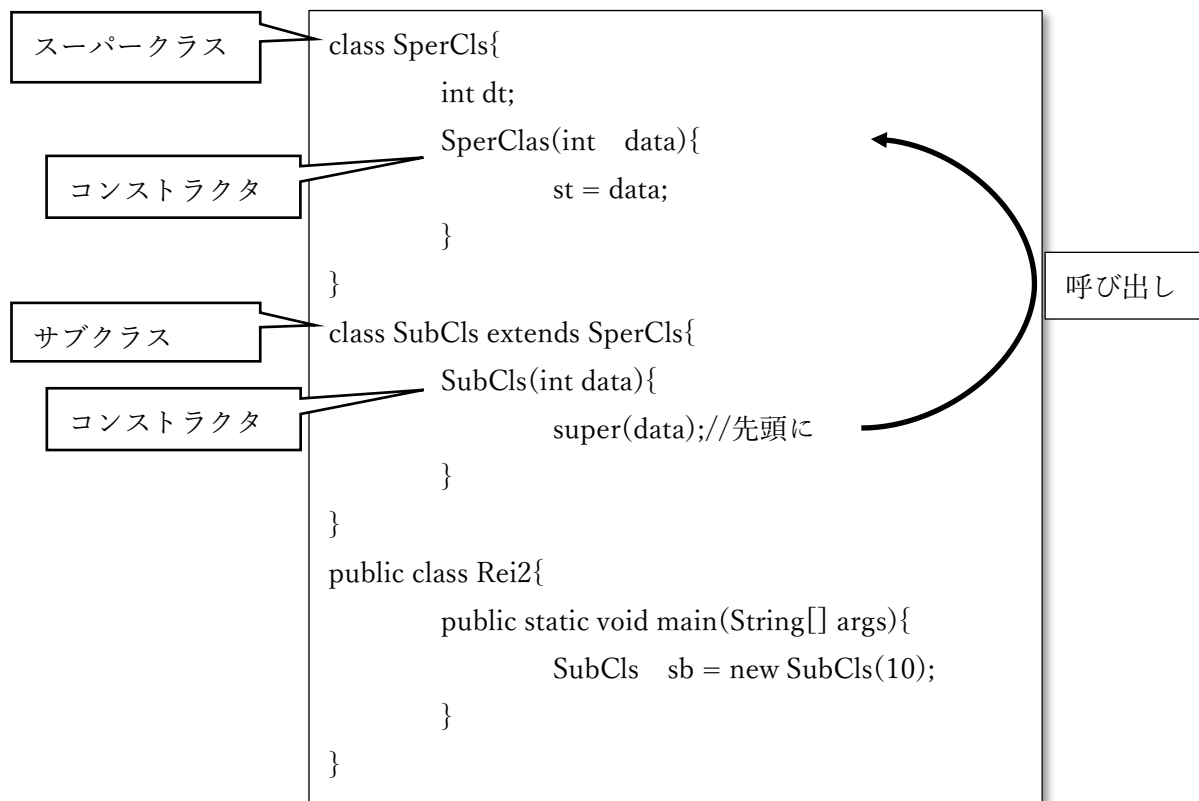 スーパークラス
class SperCls{
int dt;
SperClas(int　data){
コンストラクタ
st = data;
}
}
呼び出し
サブクラス
class SubCls extends SperCls{
SubCls(int data){
コンストラクタ
super(data);//先頭に
}
}
public class Rei2{
public static void main(String[] args){
SubCls　sb = new SubCls(10);
}
}